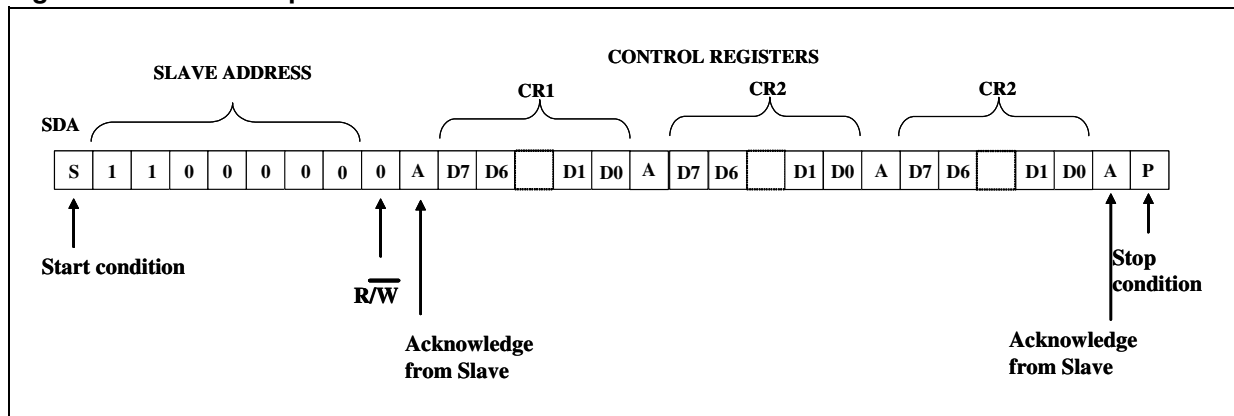 CONTROL REGISTERS
SLAVE ADDRESS
CR1 CR2 CR2
SDA
S 1 1 0 0 0 0 0 0 A D7 D6 D1 D0 A D7 D6 D1 D0 A D7 D6 D1 D0 A P
Start condition
R/W
Stop
condition
Acknowledge
from Slave
Acknowledge
from Slave